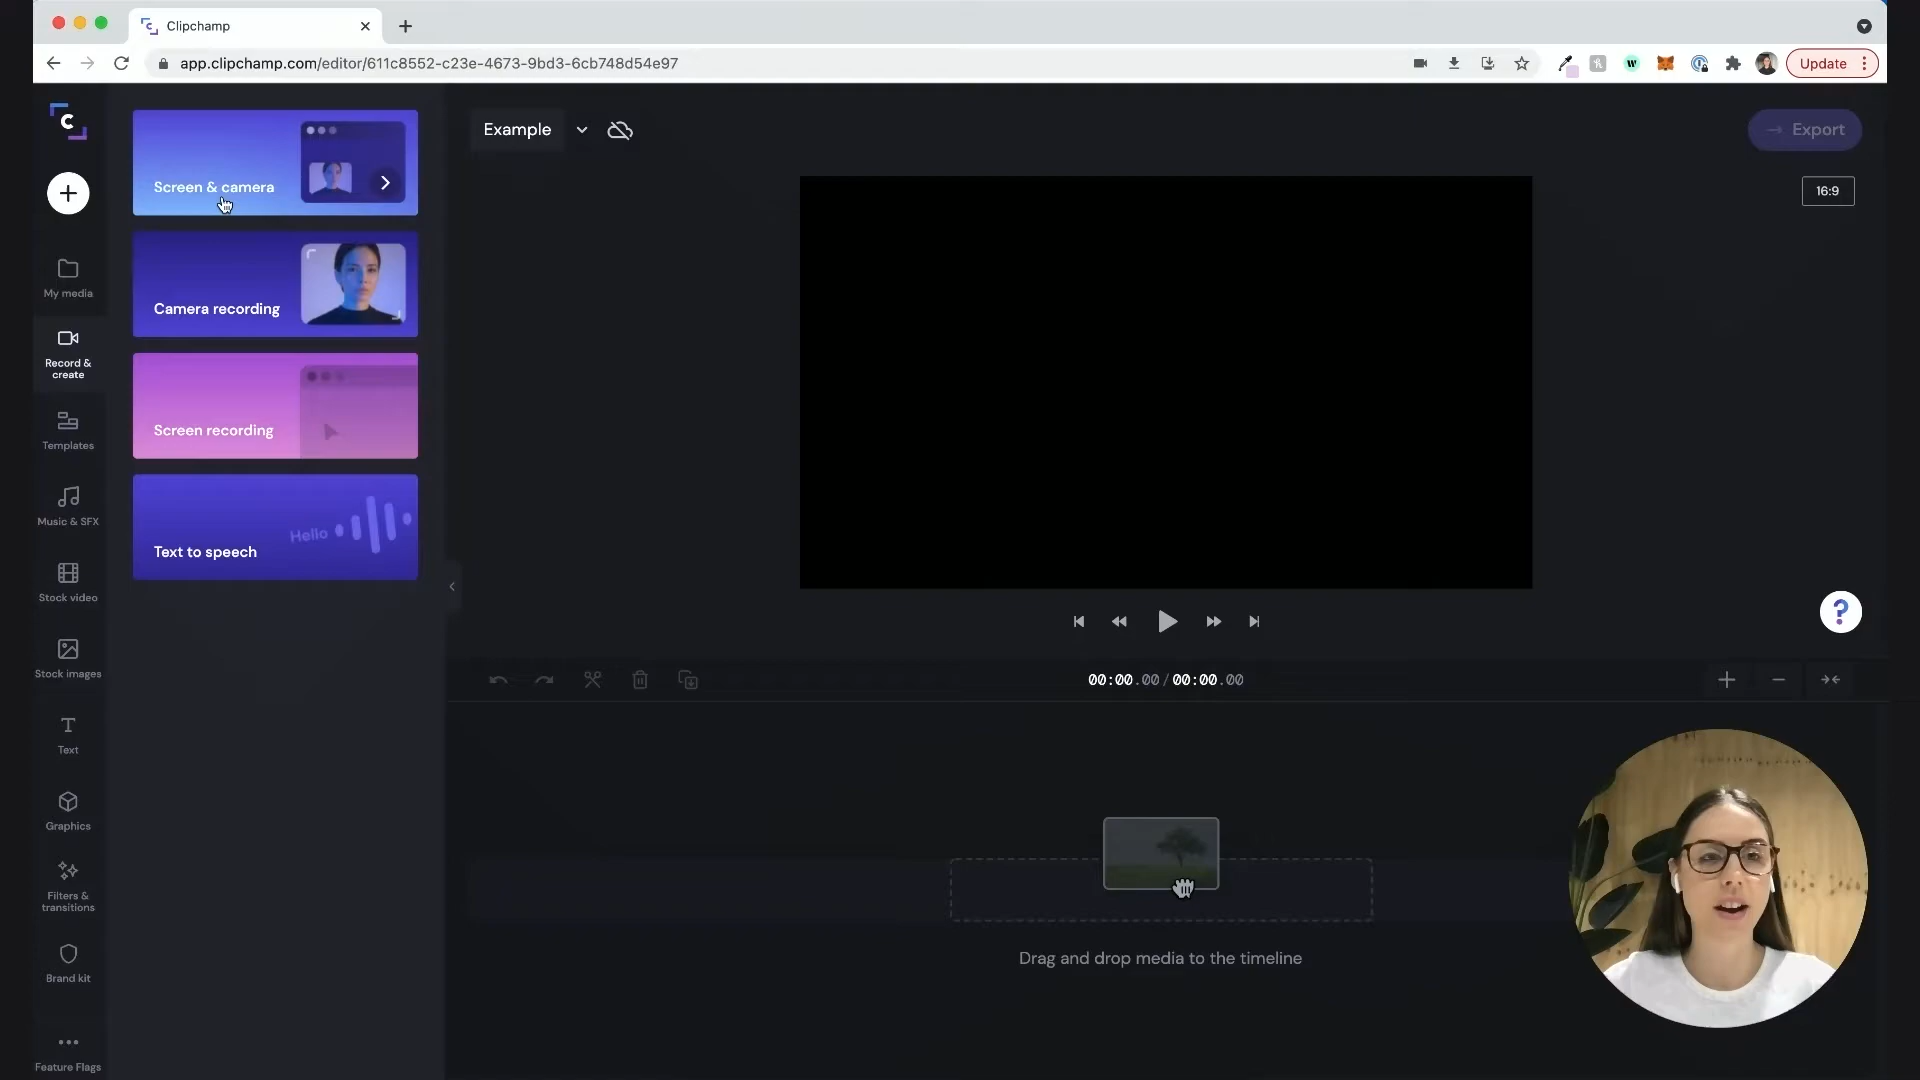 Clipchamp
app.clipchamp.com/editor/611c8552-c23e-4673-9bd3-6cb748d54e97
Update
Example
Export
16:9
Screen & camera
Camera recording
Screen recording
Hello
Text to speech
My media
Record &
create
Templates
Music & SFX
Stock video
Stock images
Text
Graphics
Filters &
transitions
Brand kit
Feature Flags
?
00:00.00 / 00:00.00
Drag and drop media to the timeline